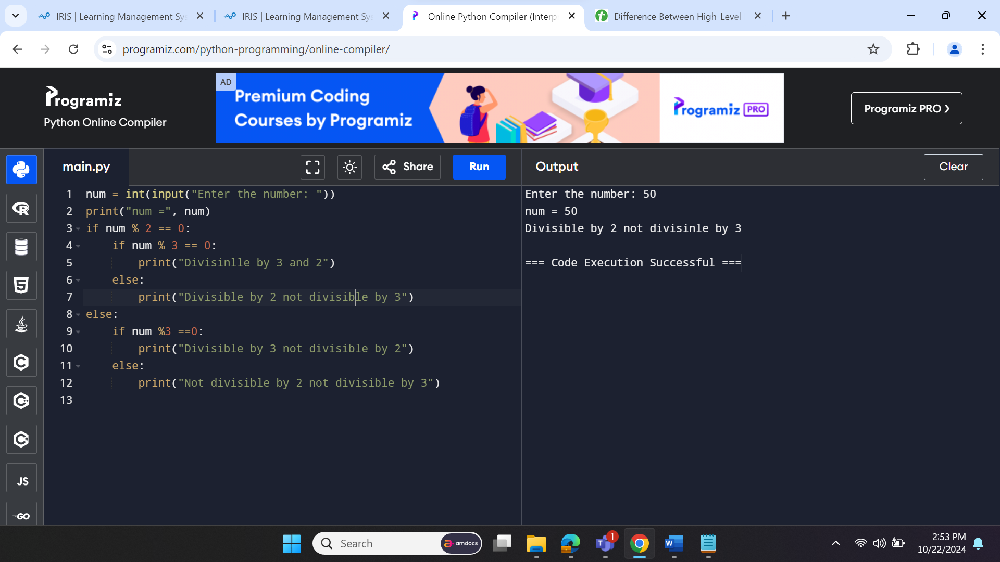 IRIS | Learning Management Sys
IRIS | Learning Management Sys
Online Python Compiler (Interp
Difference Between High-Level
programiz.com/python-programming/online-compiler/
Programiz
Python Online Compiler
AD
Premium Coding
Courses by Programiz
Programiz PRO
Programiz PRO ❯
main.py
Share
Run
Output
Clear
1 num = int(input("Enter the number: "))
2 print("num =", num)
3 if num % 2 == 0:
4     if num % 3 == 0:
5         print("Divisinlle by 3 and 2")
6     else:
7         print("Divisible by 2 not divisible by 3")
8 else:
9     if num %3 ==0:
10         print("Divisible by 3 not divisible by 2")
11     else:
12         print("Not divisible by 2 not divisible by 3")
13
Enter the number: 50
num = 50
Divisible by 2 not divisinle by 3
=== Code Execution Successful ===
R
5
C
C++
C#
JS
GO
Search
a amdocs
T
1
W
2:53 PM
10/22/2024